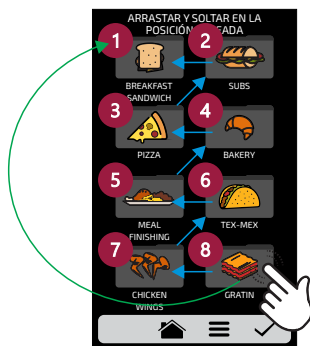 ARRASTAR Y SOLTAR EN LA
POSICIÓN
1
2
BREAKFAST
SANDWICH
SUBS
3
4
PIZZA
BAKERY
5
6
MEAL
FINISHING
TEX-MEX
7
8
CHICKEN
WINGS
GRATIN